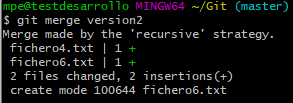 mpe@testdesarrollo MINGW64 ~/Git (master)
$ git merge version2
Merge made by the 'recursive' strategy.
 fichero4.txt | 1 +
 fichero6.txt | 1 +
 2 files changed, 2 insertions(+)
 create mode 100644 fichero6.txt